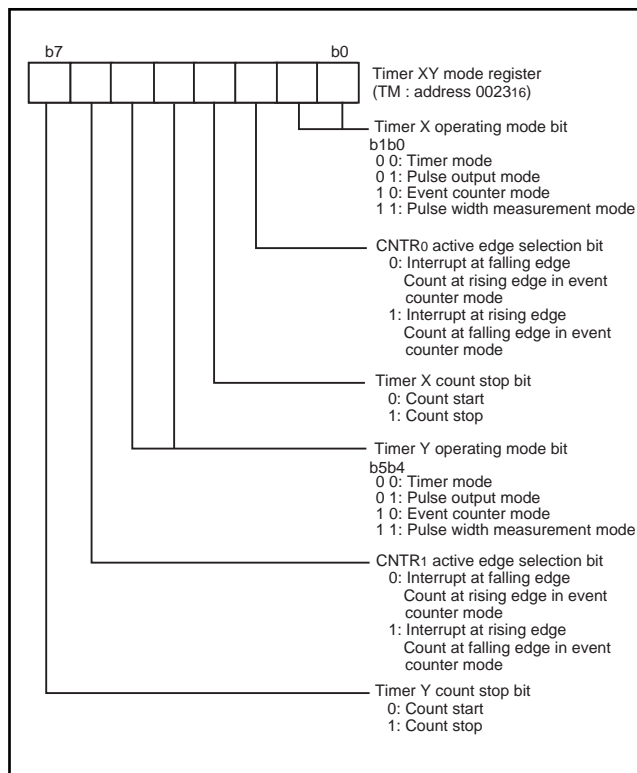 b7 b0
Timer XY mode register
(TM : address 002316)
Timer X operating mode bit
b1b0
0 0: Timer mode
0 1: Pulse output mode
1 0: Event counter mode
1 1: Pulse width measurement mode
CNTR0 active edge selection bit
0: Interrupt at falling edge
Count at rising edge in event
counter mode
1: Interrupt at rising edge
Count at falling edge in event
counter mode
Timer X count stop bit
0: Count start
1: Count stop
Timer Y operating mode bit
b5b4
0 0: Timer mode
0 1: Pulse output mode
1 0: Event counter mode
1 1: Pulse width measurement mode
CNTR1 active edge selection bit
0: Interrupt at falling edge
Count at rising edge in event
counter mode
1: Interrupt at rising edge
Count at falling edge in event
counter mode
Timer Y count stop bit
0: Count start
1: Count stop